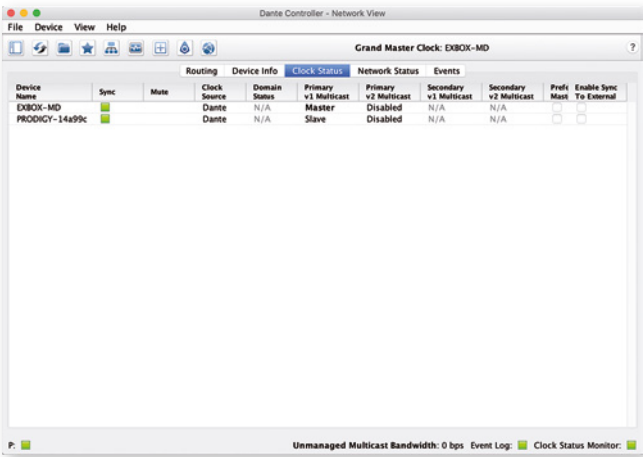 Dante Controller - Network View
File Device View Help
Grand Master Clock: EXBOX-MD
?
Routing Device Info Clock Status Network Status Events
Device Name Sync Mute Clock Source Domain Status Primary v1 Multicast Primary v2 Multicast Secondary v1 Multicast Secondary v2 Multicast Prefe Maste Enable Sync To External
EXBOX-MD Dante N/A Master Disabled N/A N/A
PRODIGY-14a99c Dante N/A Slave Disabled N/A N/A
P: Unmanaged Multicast Bandwidth: 0 bps Event Log: Clock Status Monitor: